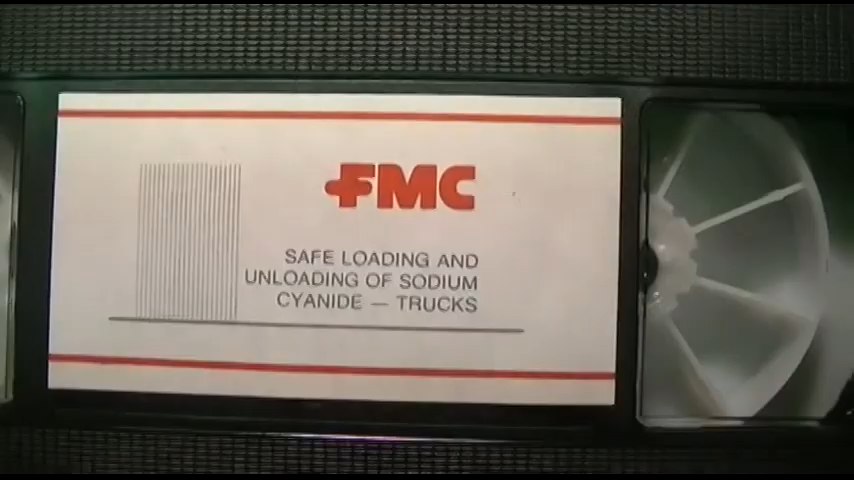 FMC
SAFE LOADING AND
UNLOADING OF SODIUM
CYANIDE — TRUCKS